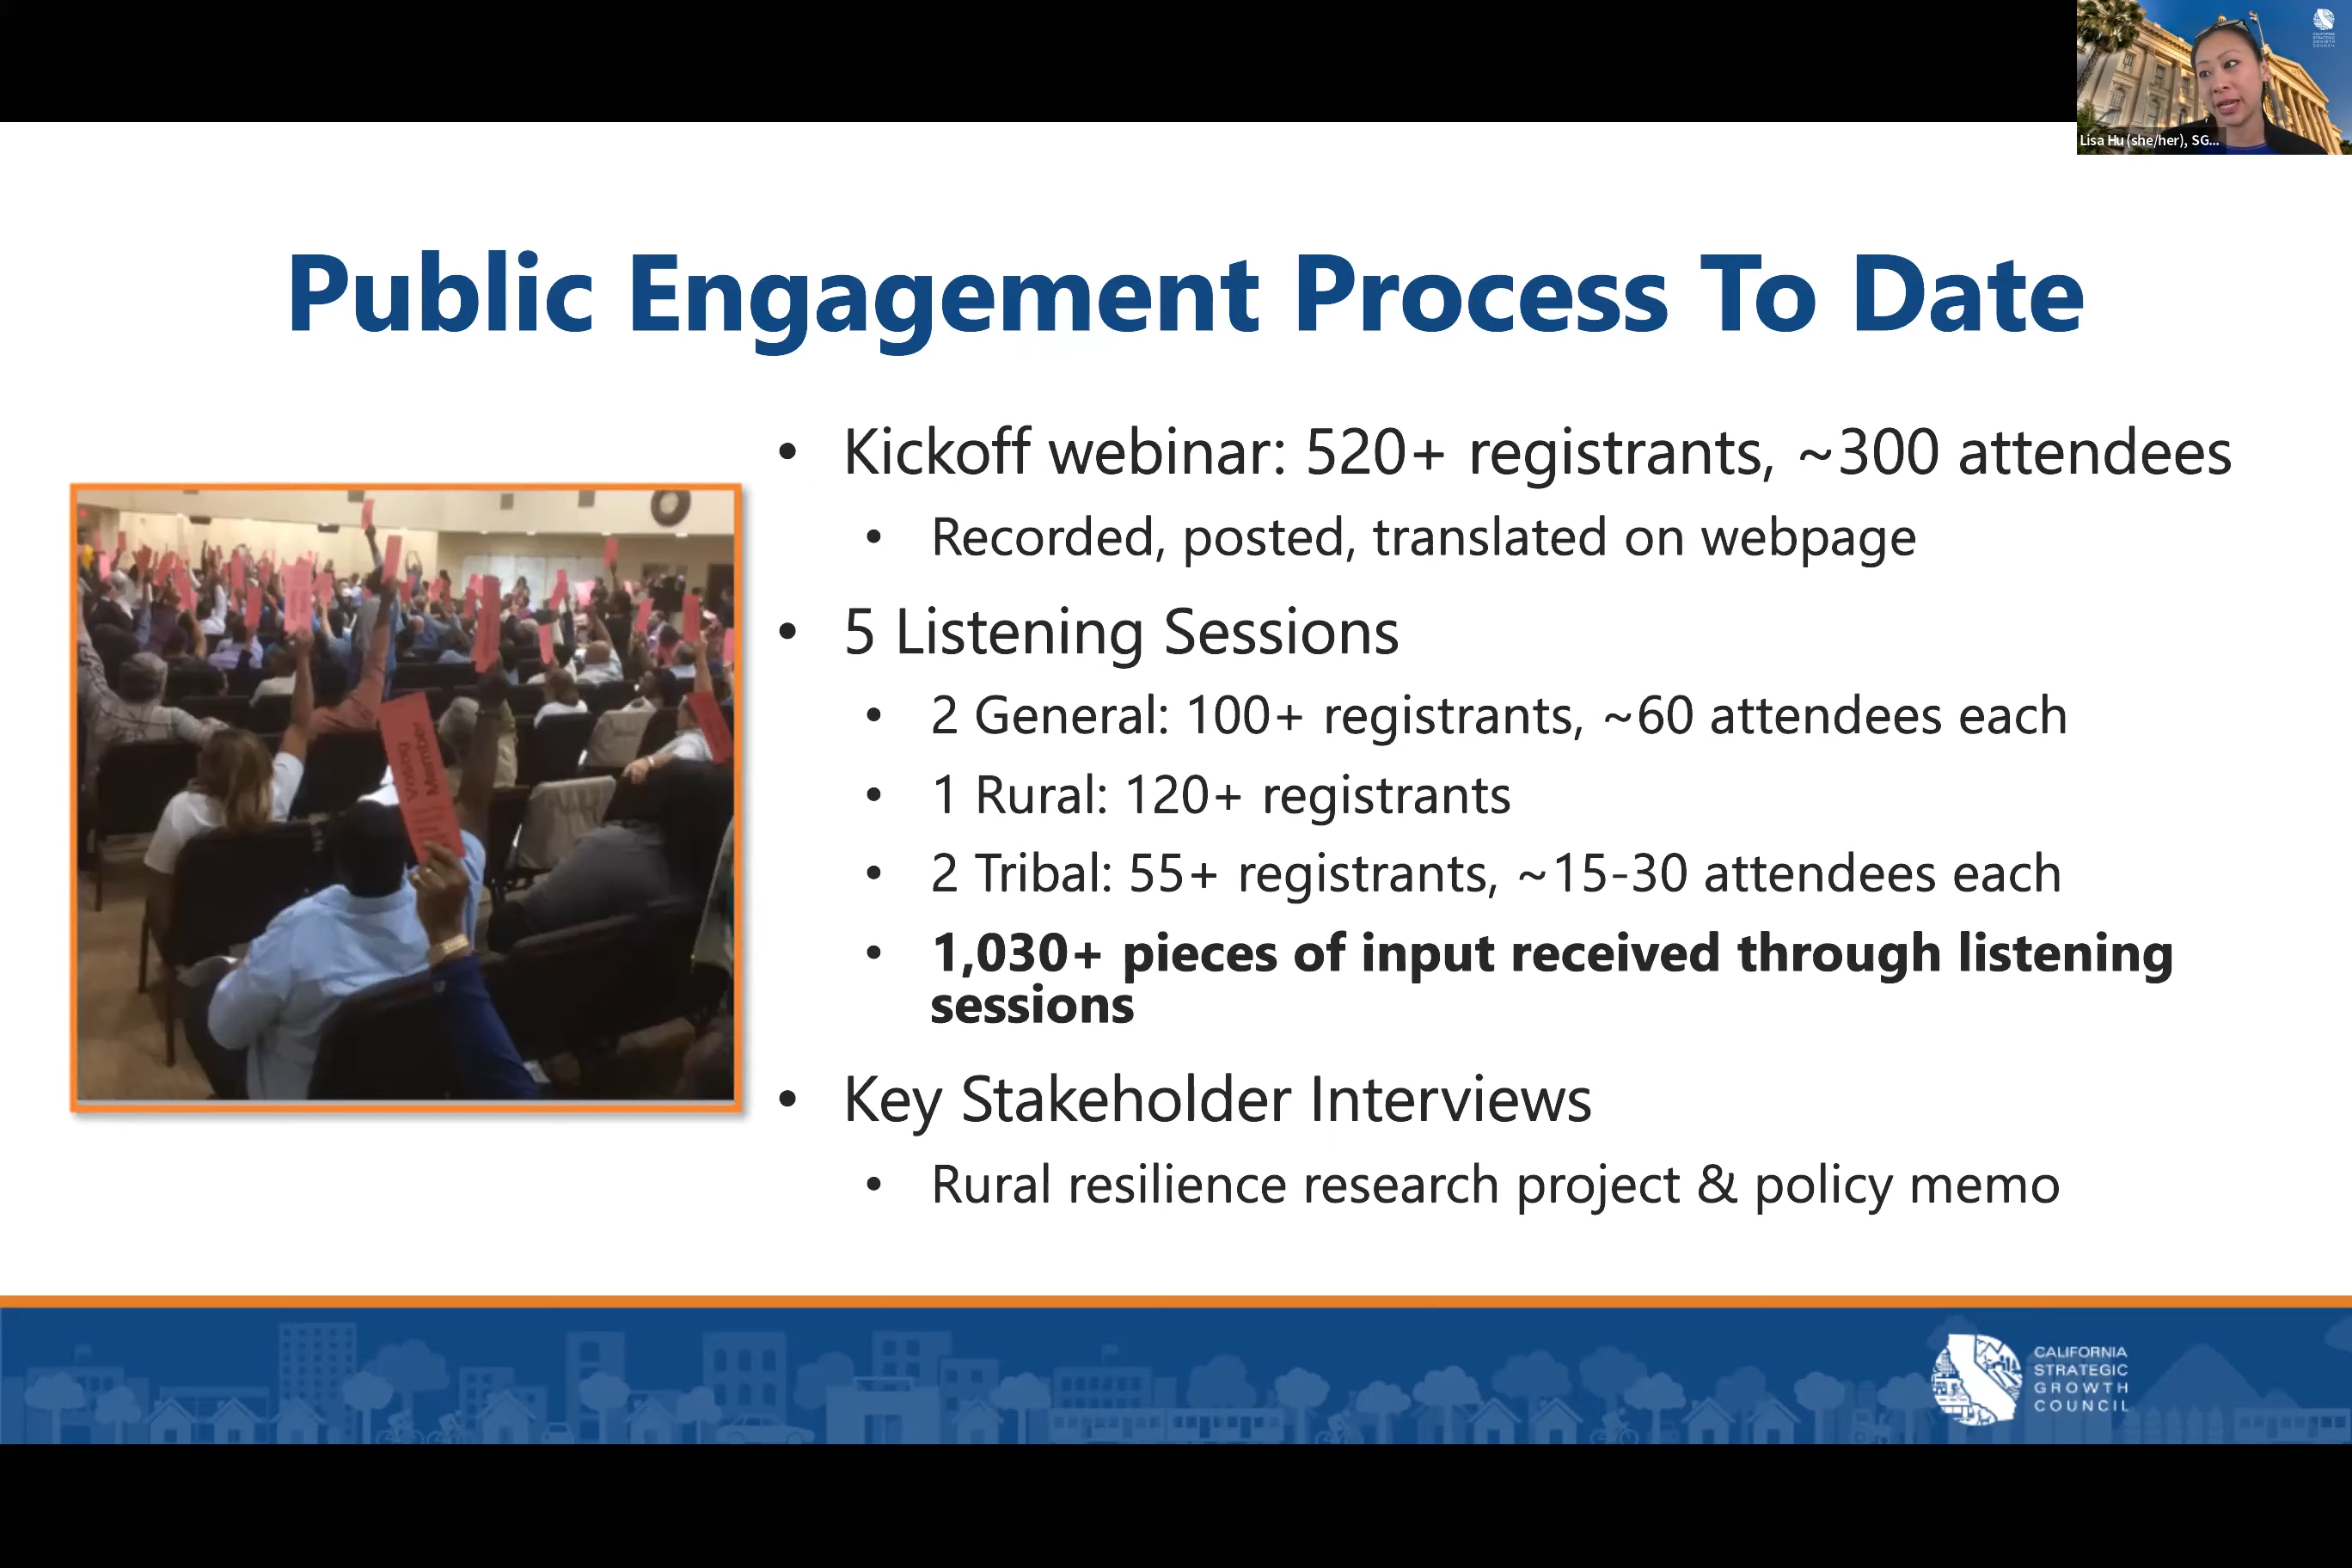 Lisa Hu (she/her), SG...
Public Engagement Process To Date
• Kickoff webinar: 520+ registrants, ~300 attendees
• Recorded, posted, translated on webpage
• 5 Listening Sessions
• 2 General: 100+ registrants, ~60 attendees each
• 1 Rural: 120+ registrants
• 2 Tribal: 55+ registrants, ~15-30 attendees each
• 1,030+ pieces of input received through listening
sessions
• Key Stakeholder Interviews
• Rural resilience research project & policy memo
Voting
Member
CALIFORNIA
STRATEGIC
GROWTH
COUNCIL